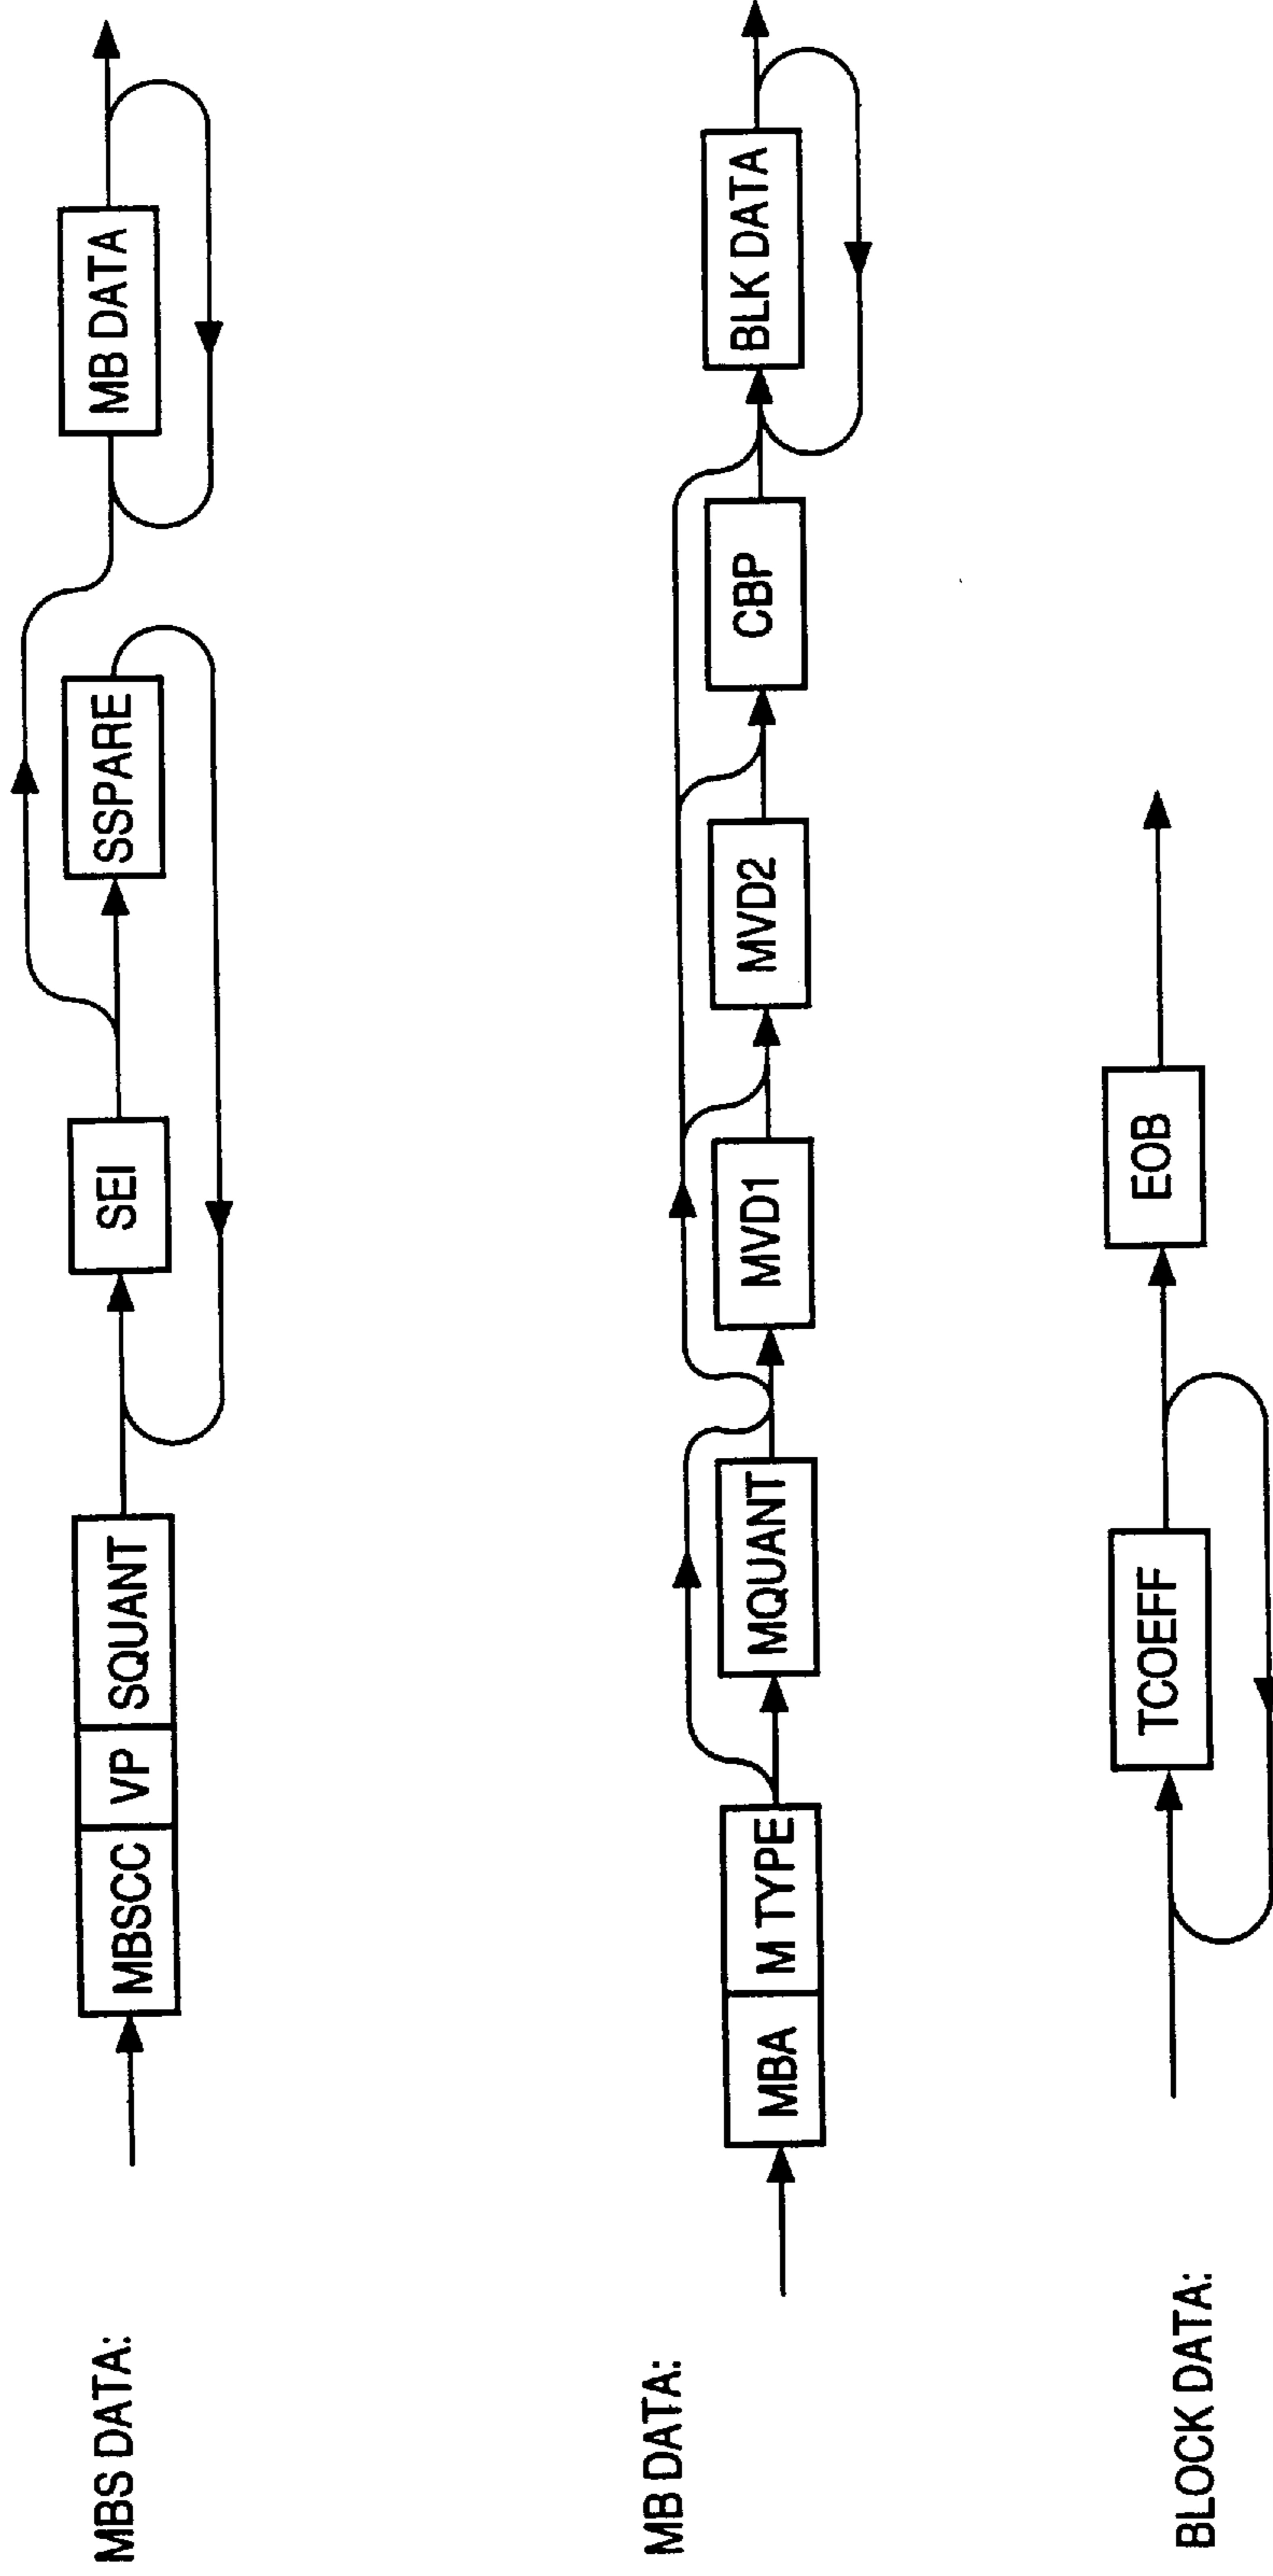 MBS DATA:
MBSCC VP SQUANT
SEI
SSPARE
MB DATA
MB DATA:
MBA M TYPE
MQUANT
MVD1
MVD2
CBP
BLK DATA
BLOCK DATA:
TCOEFF
EOB